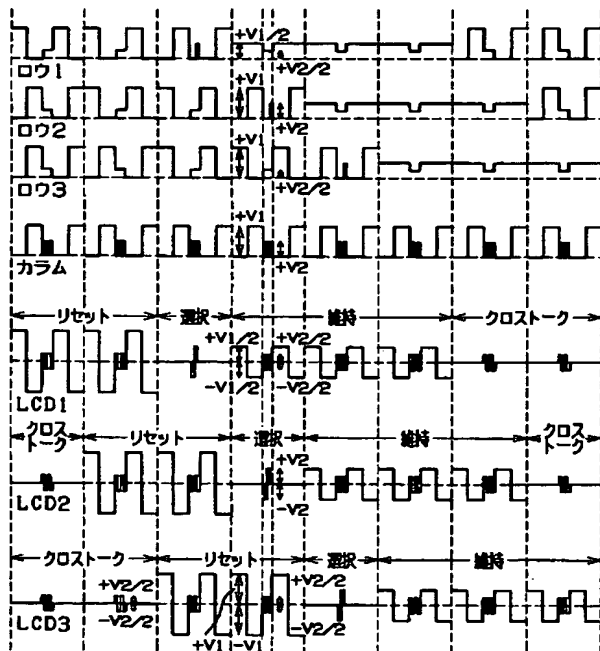 +V1/2
ロウ1
+V2/2
+V1
ロウ2
+V2
+V1
ロウ3
+V2/2
+V1
カラム
+V2
リセット 選択 維持 クロストーク
+V1/2 +V2/2
-V1/2 -V2/2
LCD1
クロストーク リセット 選択 維持 クロストーク
+V2
-V2
LCD2
クロストーク リセット 選択 維持
+V2/2 +V2/2
-V2/2 -V2/2
LCD3
+V1 -V1